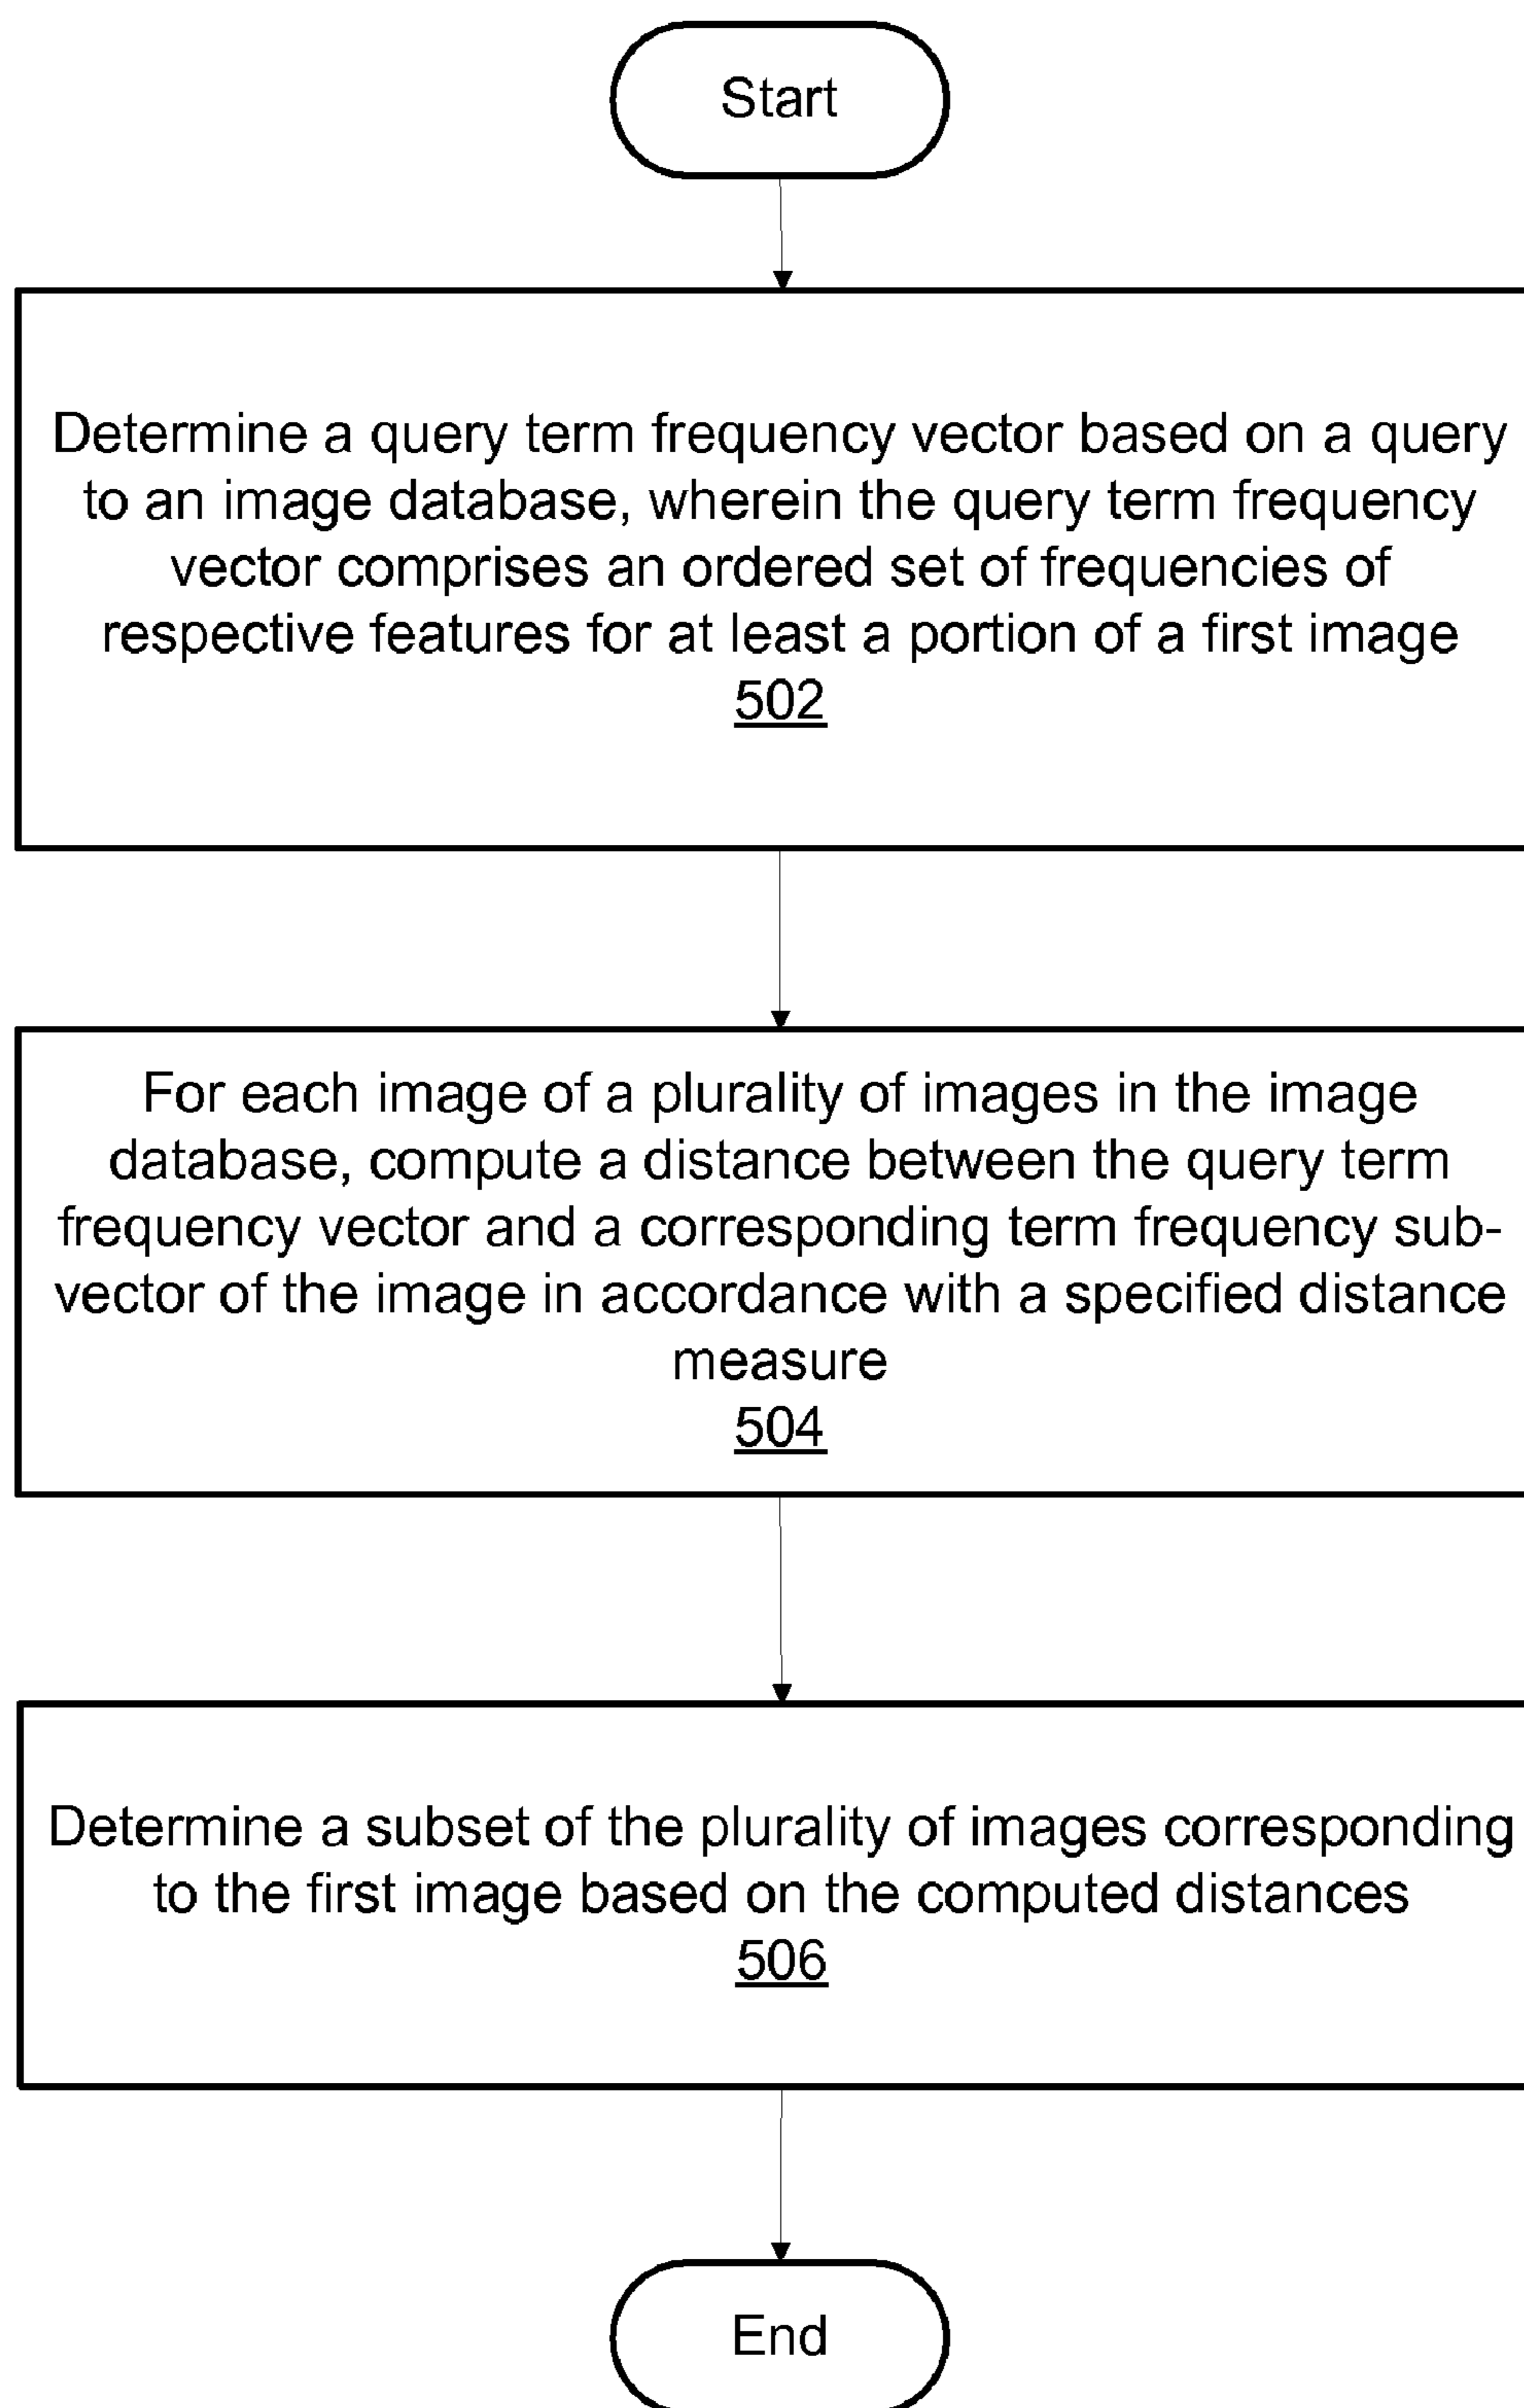 Start
Determine a query term frequency vector based on a query
to an image database, wherein the query term frequency
vector comprises an ordered set of frequencies of
respective features for at least a portion of a first image
502
For each image of a plurality of images in the image
database, compute a distance between the query term
frequency vector and a corresponding term frequency sub-
vector of the image in accordance with a specified distance
measure
504
Determine a subset of the plurality of images corresponding
to the first image based on the computed distances
506
End